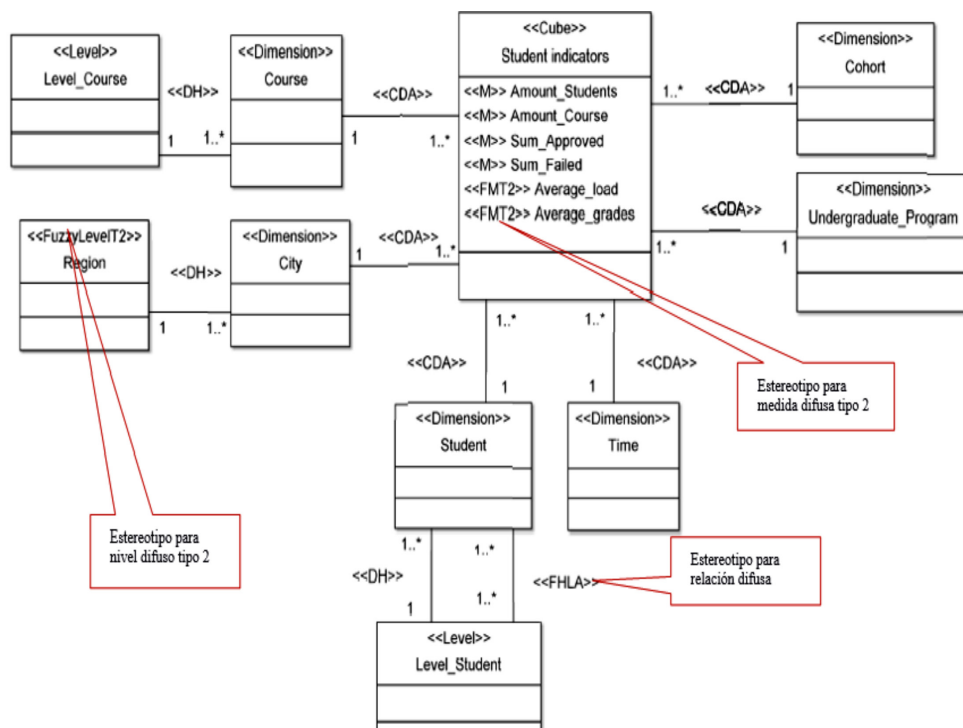 <<Cube>>
Student indicators
<<M>> Amount_Students
<<M>> Amount_Course
<<M>> Sum_Approved
<<M>> Sum_Failed
<<FMT2>> Average_load
<<FMT2>> Average_grades
<<Level>>
Level_Course
<<DH>>
1
1..*
<<Dimension>>
Course
<<CDA>>
1
1..*
<<Dimension>>
Cohort
1..*
<<CDA>>
1
<<Dimension>>
Undergraduate_Program
<<CDA>>
1..*
1
<<FuzzyLevelT2>>
Region
<<DH>>
1
1..*
<<Dimension>>
City
<<CDA>>
1
1..*
1..*
1..*
<<CDA>>
<<CDA>>
1
1
Estereotipo para
medida difusa tipo 2
<<Dimension>>
Student
<<Dimension>>
Time
Estereotipo para
nivel difuso tipo 2
1..*
1..*
<<DH>>
<<FHLA>>
1
1..*
Estereotipo para
relación difusa
<<Level>>
Level_Student